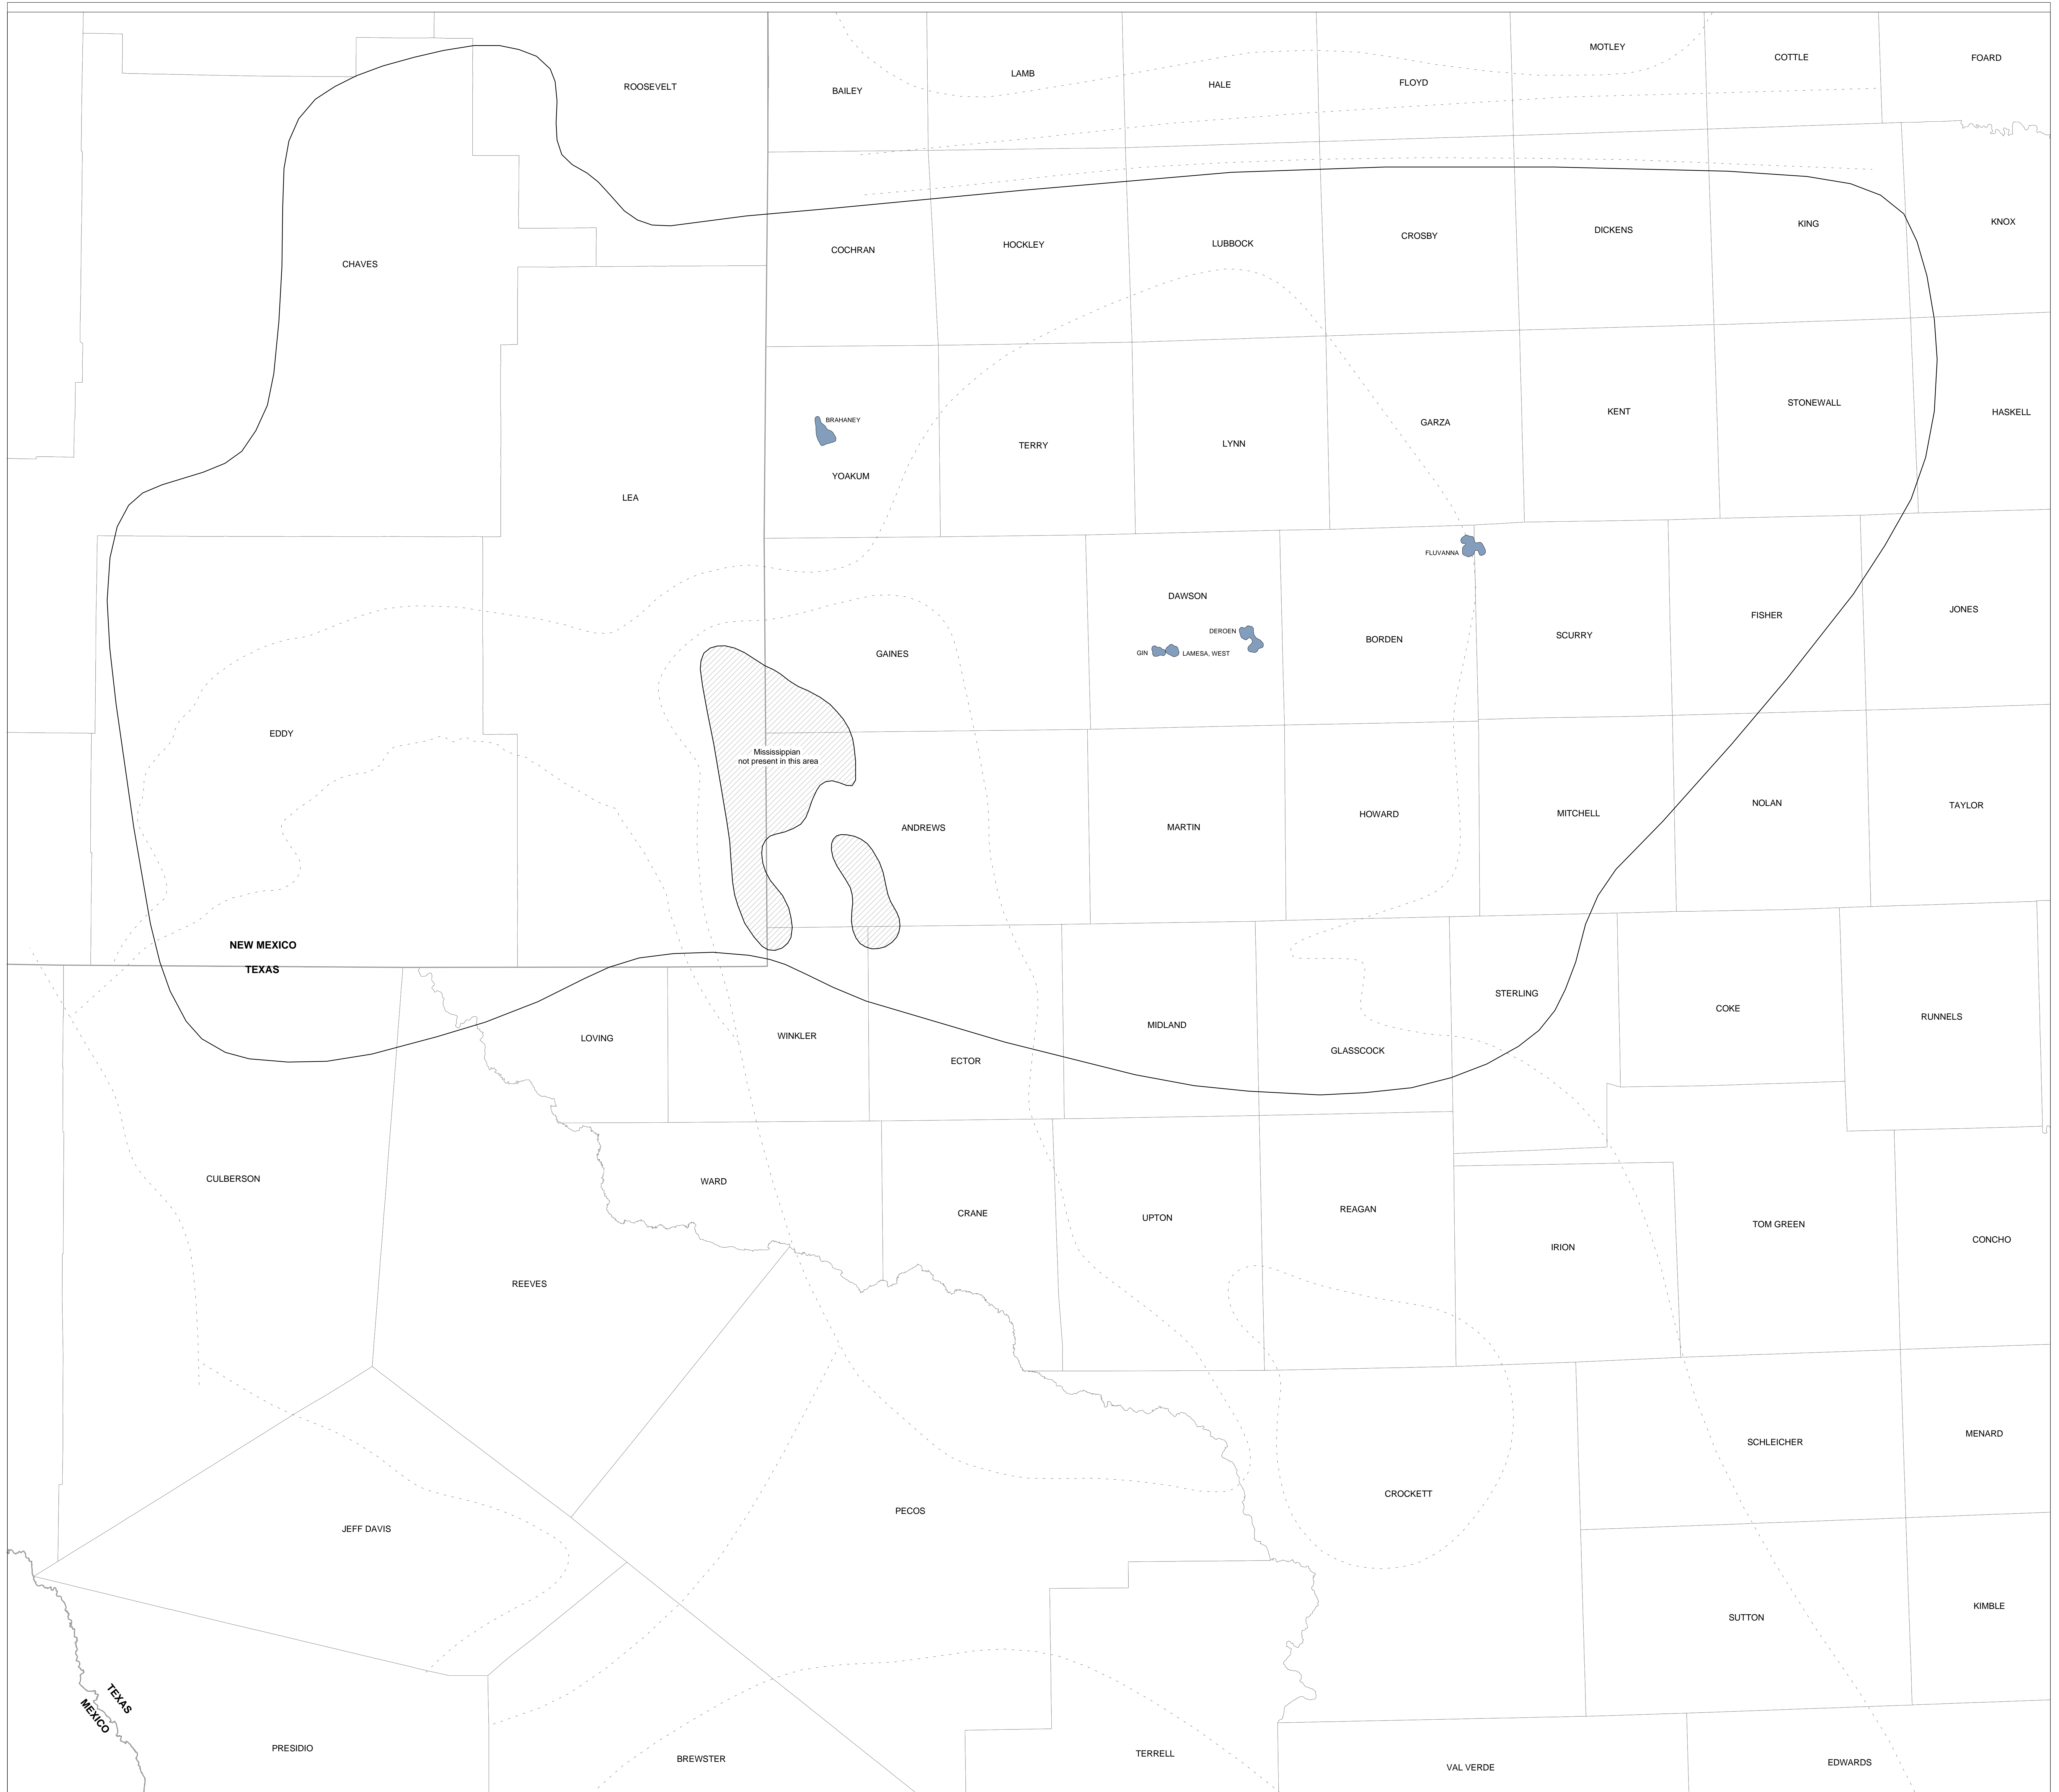 MOTLEY
COTTLE
FOARD
LAMB
HALE
FLOYD
ROOSEVELT
BAILEY
KNOX
KING
DICKENS
CROSBY
LUBBOCK
HOCKLEY
COCHRAN
CHAVES
STONEWALL
HASKELL
KENT
GARZA
BRAHANEY
LYNN
TERRY
YOAKUM
LEA
FLUVANNA
DAWSON
JONES
FISHER
DEROEN
SCURRY
BORDEN
GAINES
GIN
LAMESA, WEST
EDDY
Mississippian
not present in this area
NOLAN
TAYLOR
MITCHELL
HOWARD
MARTIN
ANDREWS
NEW MEXICO
TEXAS
STERLING
COKE
RUNNELS
MIDLAND
LOVING
WINKLER
GLASSCOCK
ECTOR
CULBERSON
WARD
REAGAN
CRANE
UPTON
TOM GREEN
CONCHO
IRION
REEVES
MENARD
SCHLEICHER
CROCKETT
PECOS
JEFF DAVIS
KIMBLE
SUTTON
TEXAS
MEXICO
PRESIDIO
BREWSTER
TERRELL
VAL VERDE
EDWARDS